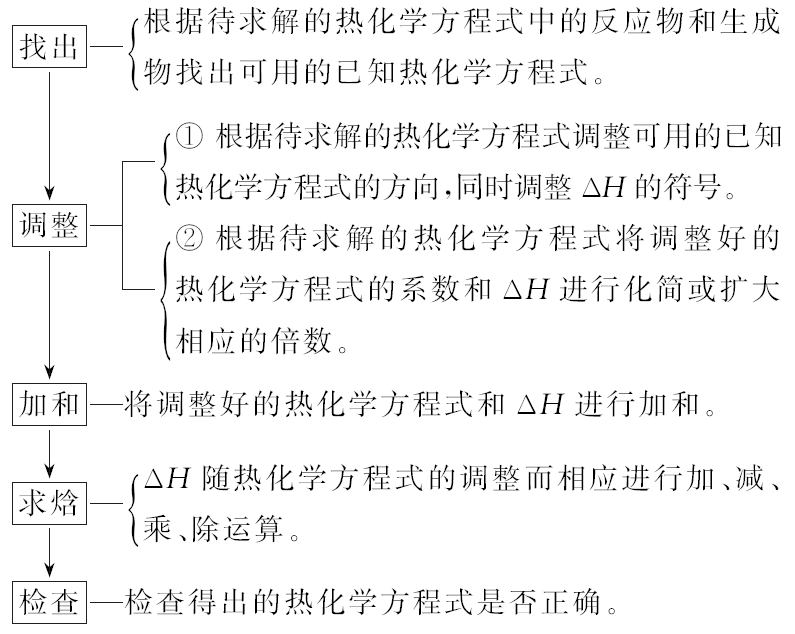 找出
根据待求解的热化学方程式中的反应物和生成
物找出可用的已知热化学方程式。
调整
① 根据待求解的热化学方程式调整可用的已知
热化学方程式的方向,同时调整 ΔH 的符号。
② 根据待求解的热化学方程式将调整好的
热化学方程式的系数和 ΔH 进行化简或扩大
相应的倍数。
加和
将调整好的热化学方程式和 ΔH 进行加和。
求焓
ΔH 随热化学方程式的调整而相应进行加、减、
乘、除运算。
检查
检查得出的热化学方程式是否正确。